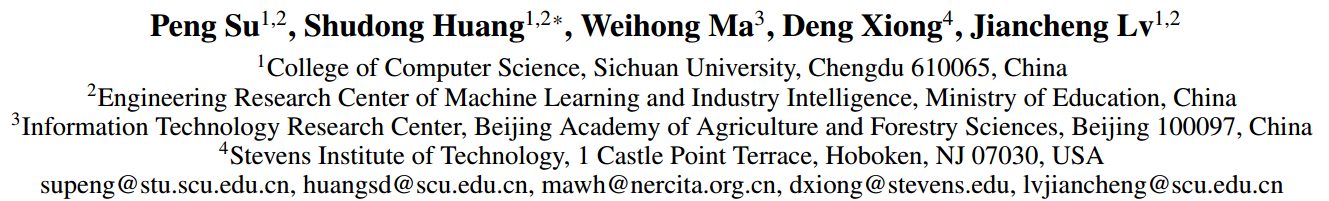 Peng Su1,2, Shudong Huang1,2*, Weihong Ma3, Deng Xiong4, Jiancheng Lv1,2
1College of Computer Science, Sichuan University, Chengdu 610065, China
2Engineering Research Center of Machine Learning and Industry Intelligence, Ministry of Education, China
3Information Technology Research Center, Beijing Academy of Agriculture and Forestry Sciences, Beijing 100097, China
4Stevens Institute of Technology, 1 Castle Point Terrace, Hoboken, NJ 07030, USA
supeng@stu.scu.edu.cn, huangsd@scu.edu.cn, mawh@nercita.org.cn, dxiong@stevens.edu, lvjiancheng@scu.edu.cn